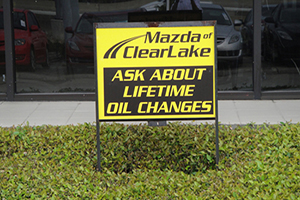 Mazda of
ClearLake
ASK ABOUT
LIFETIME
OIL CHANGES